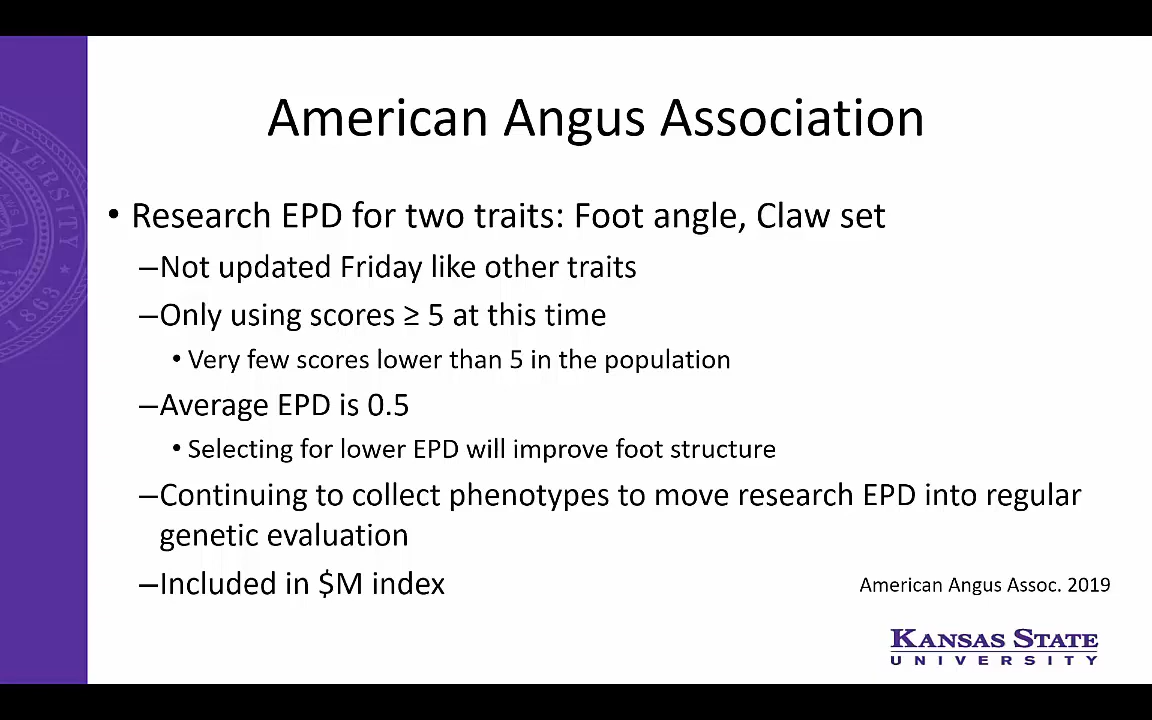 American Angus Association
• Research EPD for two traits: Foot angle, Claw set
–Not updated Friday like other traits
–Only using scores ≥ 5 at this time
• Very few scores lower than 5 in the population
–Average EPD is 0.5
• Selecting for lower EPD will improve foot structure
–Continuing to collect phenotypes to move research EPD into regular
genetic evaluation
–Included in $M index
American Angus Assoc. 2019
KANSAS STATE
UNIVERSITY
VERSITY
1863